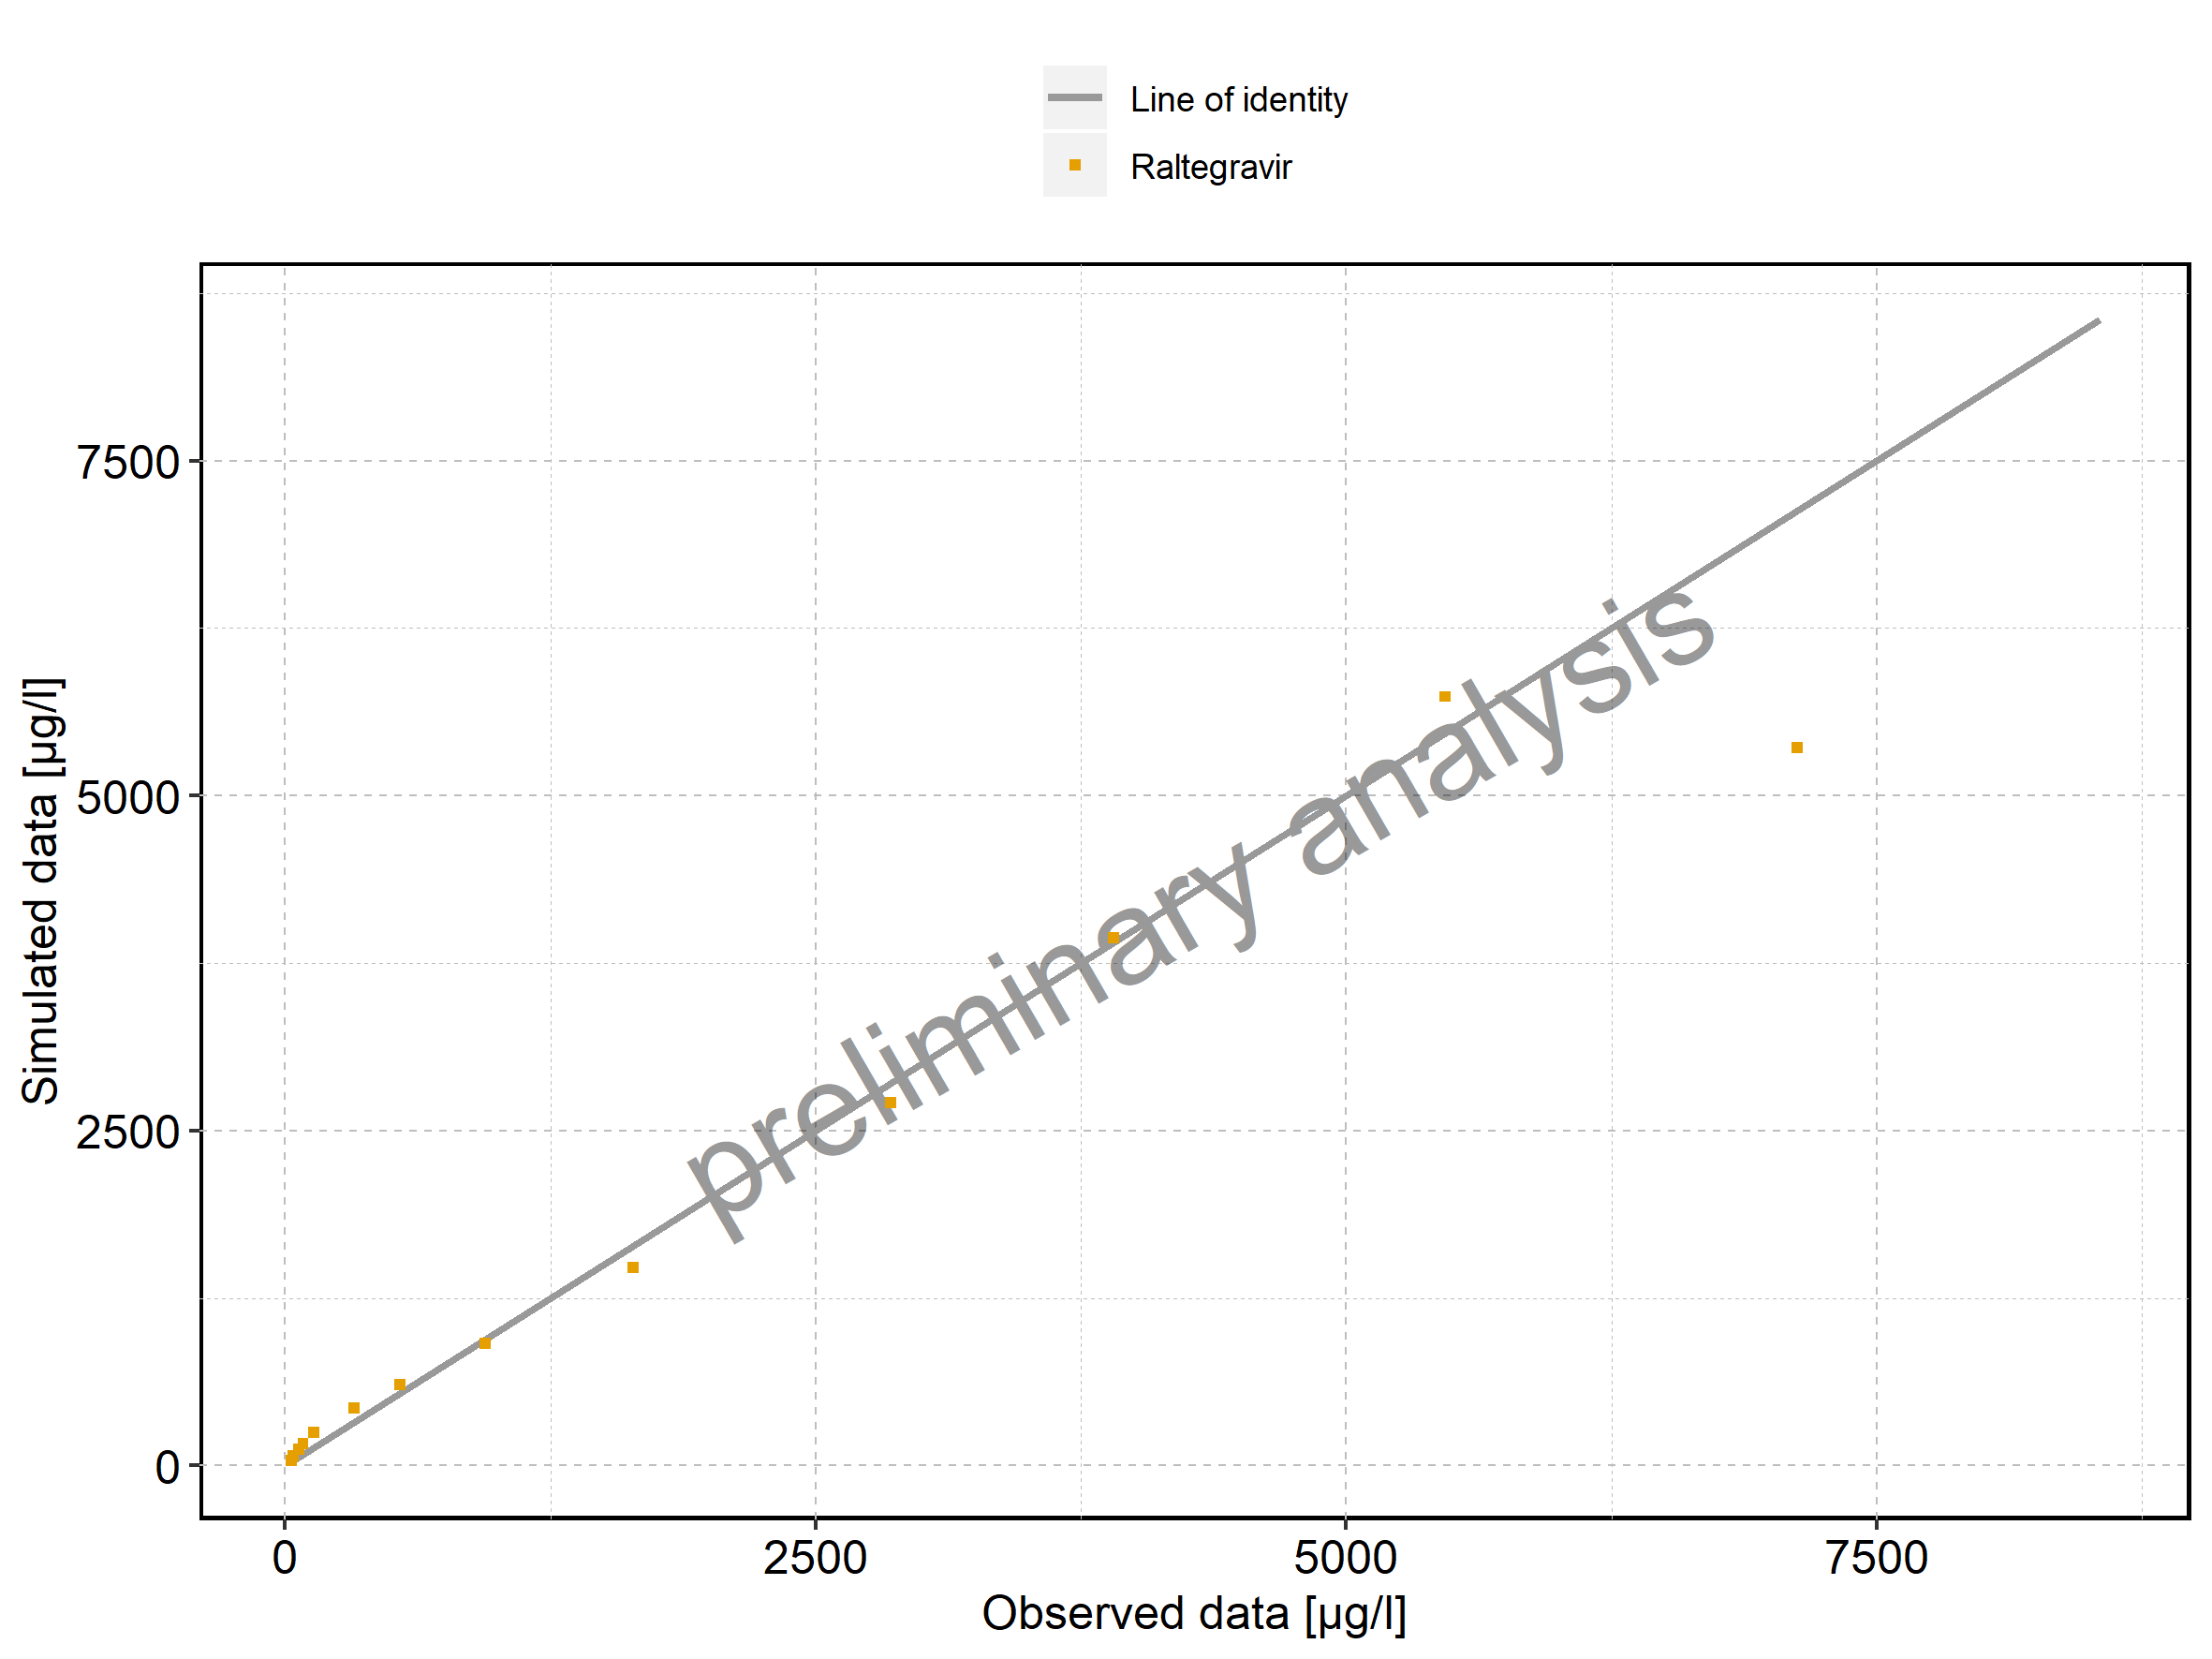 Line of identity
Raltegravir
Simulated data [µg/l]
7500
5000
2500
0
preliminary analysis
0 2500 5000 7500
Observed data [µg/l]